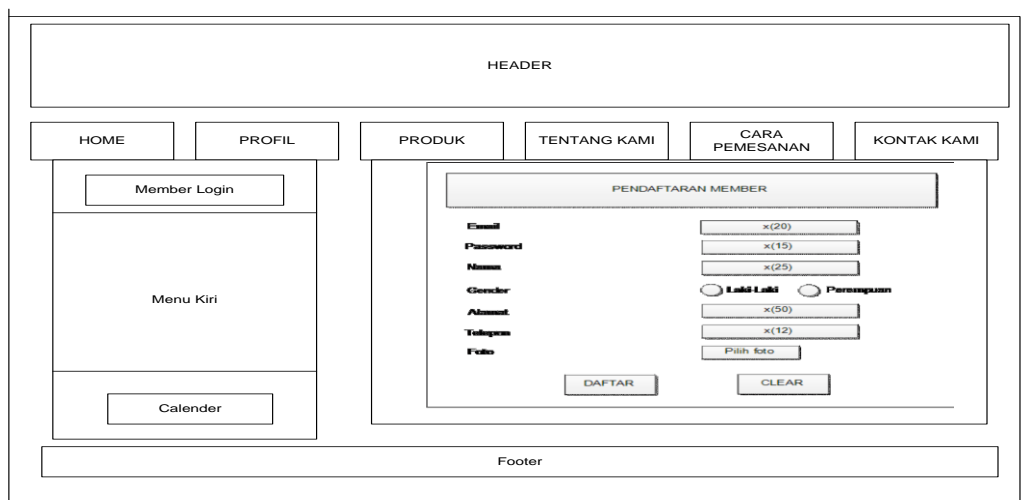 HEADER
HOME
PROFIL
PRODUK
TENTANG KAMI
CARA
PEMESANAN
KONTAK KAMI
Member Login
Menu Kiri
Calender
PENDAFTARAN MEMBER
Email x(20)
Password x(15)
Nama x(25)
Gender Laki-Laki Perempuan
Alamat x(50)
Telepon x(12)
Foto Pilih foto
DAFTAR CLEAR
Footer